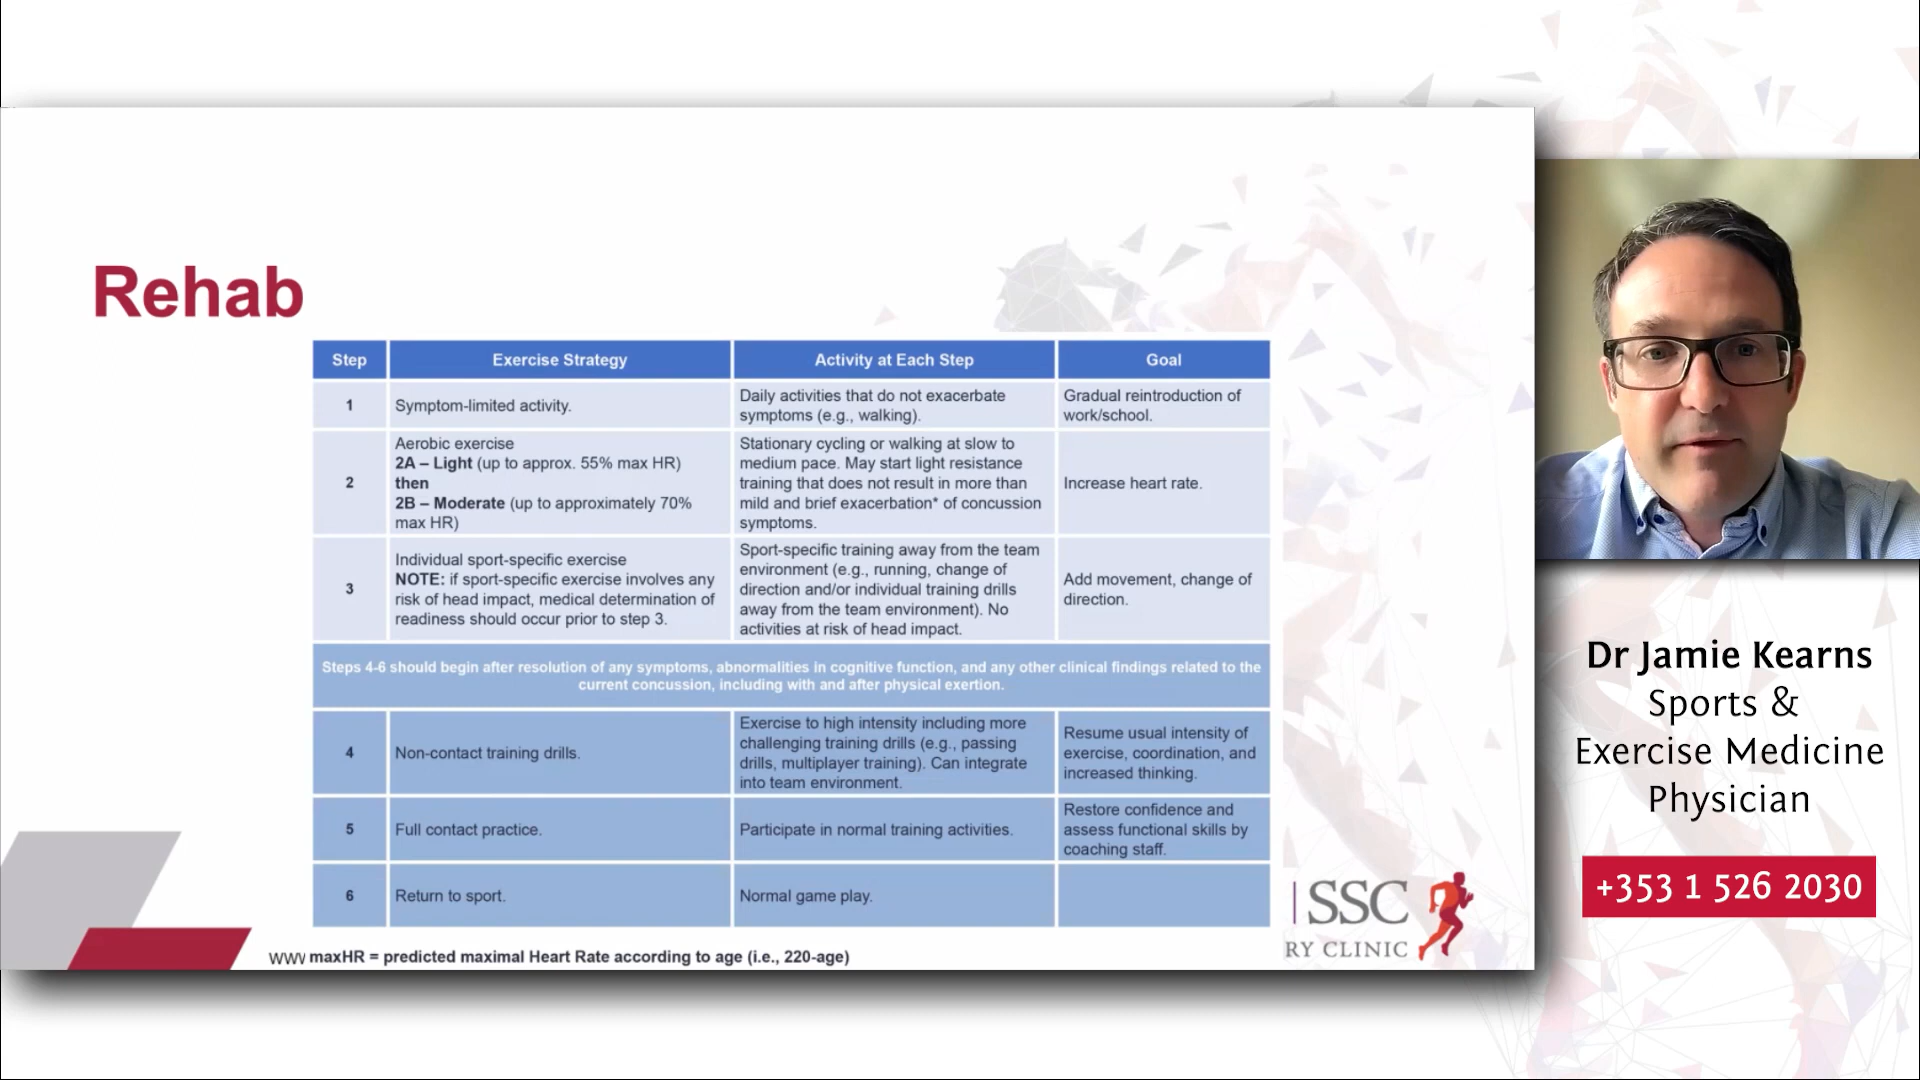 Rehab
Step
Exercise Strategy
Activity at Each Step
Goal
1
Symptom-limited activity.
Daily activities that do not exacerbate
symptoms (e.g., walking).
Gradual reintroduction of
work/school.
2
Aerobic exercise
2A – Light (up to approx. 55% max HR)
then
2B – Moderate (up to approximately 70%
max HR)
Stationary cycling or walking at slow to
medium pace. May start light resistance
training that does not result in more than
mild and brief exacerbation* of concussion
symptoms.
Increase heart rate.
3
Individual sport-specific exercise
NOTE: if sport-specific exercise involves any
risk of head impact, medical determination of
readiness should occur prior to step 3.
Sport-specific training away from the team
environment (e.g., running, change of
direction and/or individual training drills
away from the team environment). No
activities at risk of head impact.
Add movement, change of
direction.
Steps 4-6 should begin after resolution of any symptoms, abnormalities in cognitive function, and any other clinical findings related to the
current concussion, including with and after physical exertion.
4
Non-contact training drills.
Exercise to high intensity including more
challenging training drills (e.g., passing
drills, multiplayer training). Can integrate
into team environment.
Resume usual intensity of
exercise, coordination, and
increased thinking.
5
Full contact practice.
Participate in normal training activities.
Restore confidence and
assess functional skills by
coaching staff.
6
Return to sport.
Normal game play.
www maxHR = predicted maximal Heart Rate according to age (i.e., 220-age)
SSC
RY CLINIC
Dr Jamie Kearns
Sports &
Exercise Medicine
Physician
+353 1 526 2030